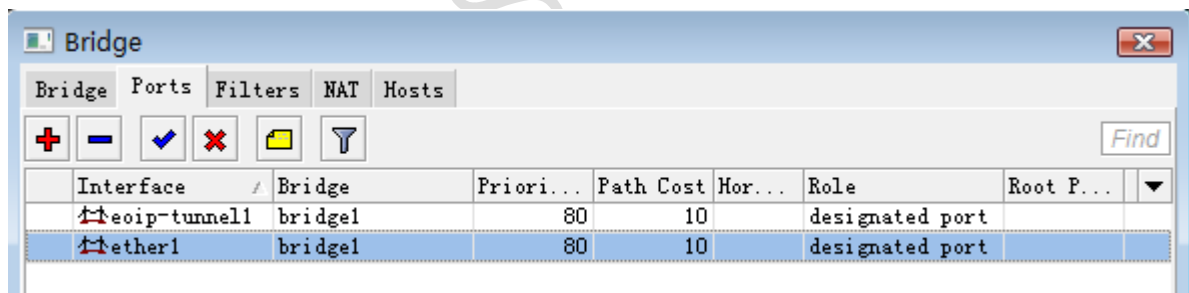 Bridge
Bridge Ports Filters NAT Hosts
Find
Interface Bridge Priori... Path Cost Hor... Role Root P...
eoip-tunnel1 bridge1 80 10 designated port
ether1 bridge1 80 10 designated port